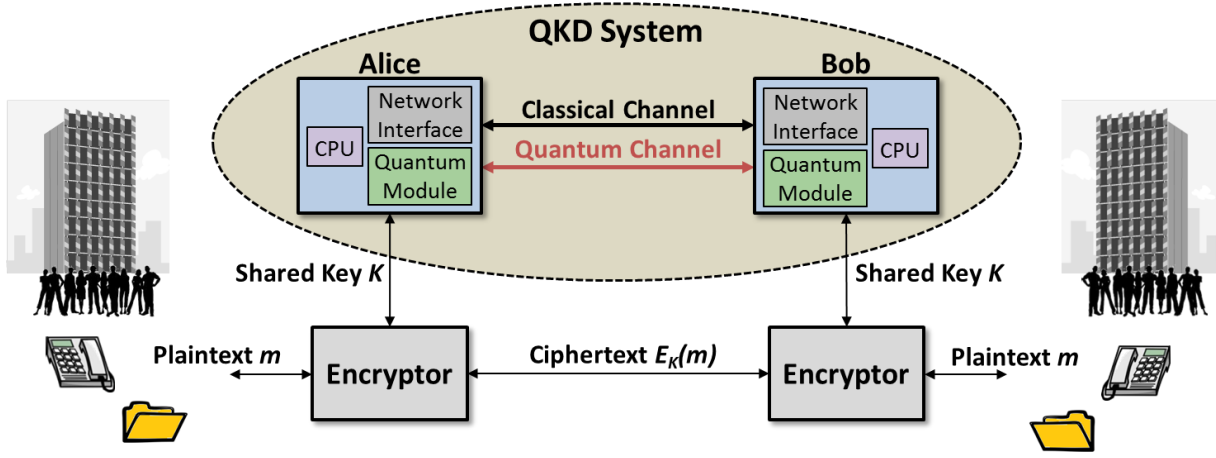 QKD System
Alice
Bob
Network
Interface
CPU
Quantum
Module
Classical Channel
Quantum Channel
Network
Interface
CPU
Quantum
Module
Shared Key K
Shared Key K
Plaintext m
Encryptor
Ciphertext E_K(m)
Encryptor
Plaintext m